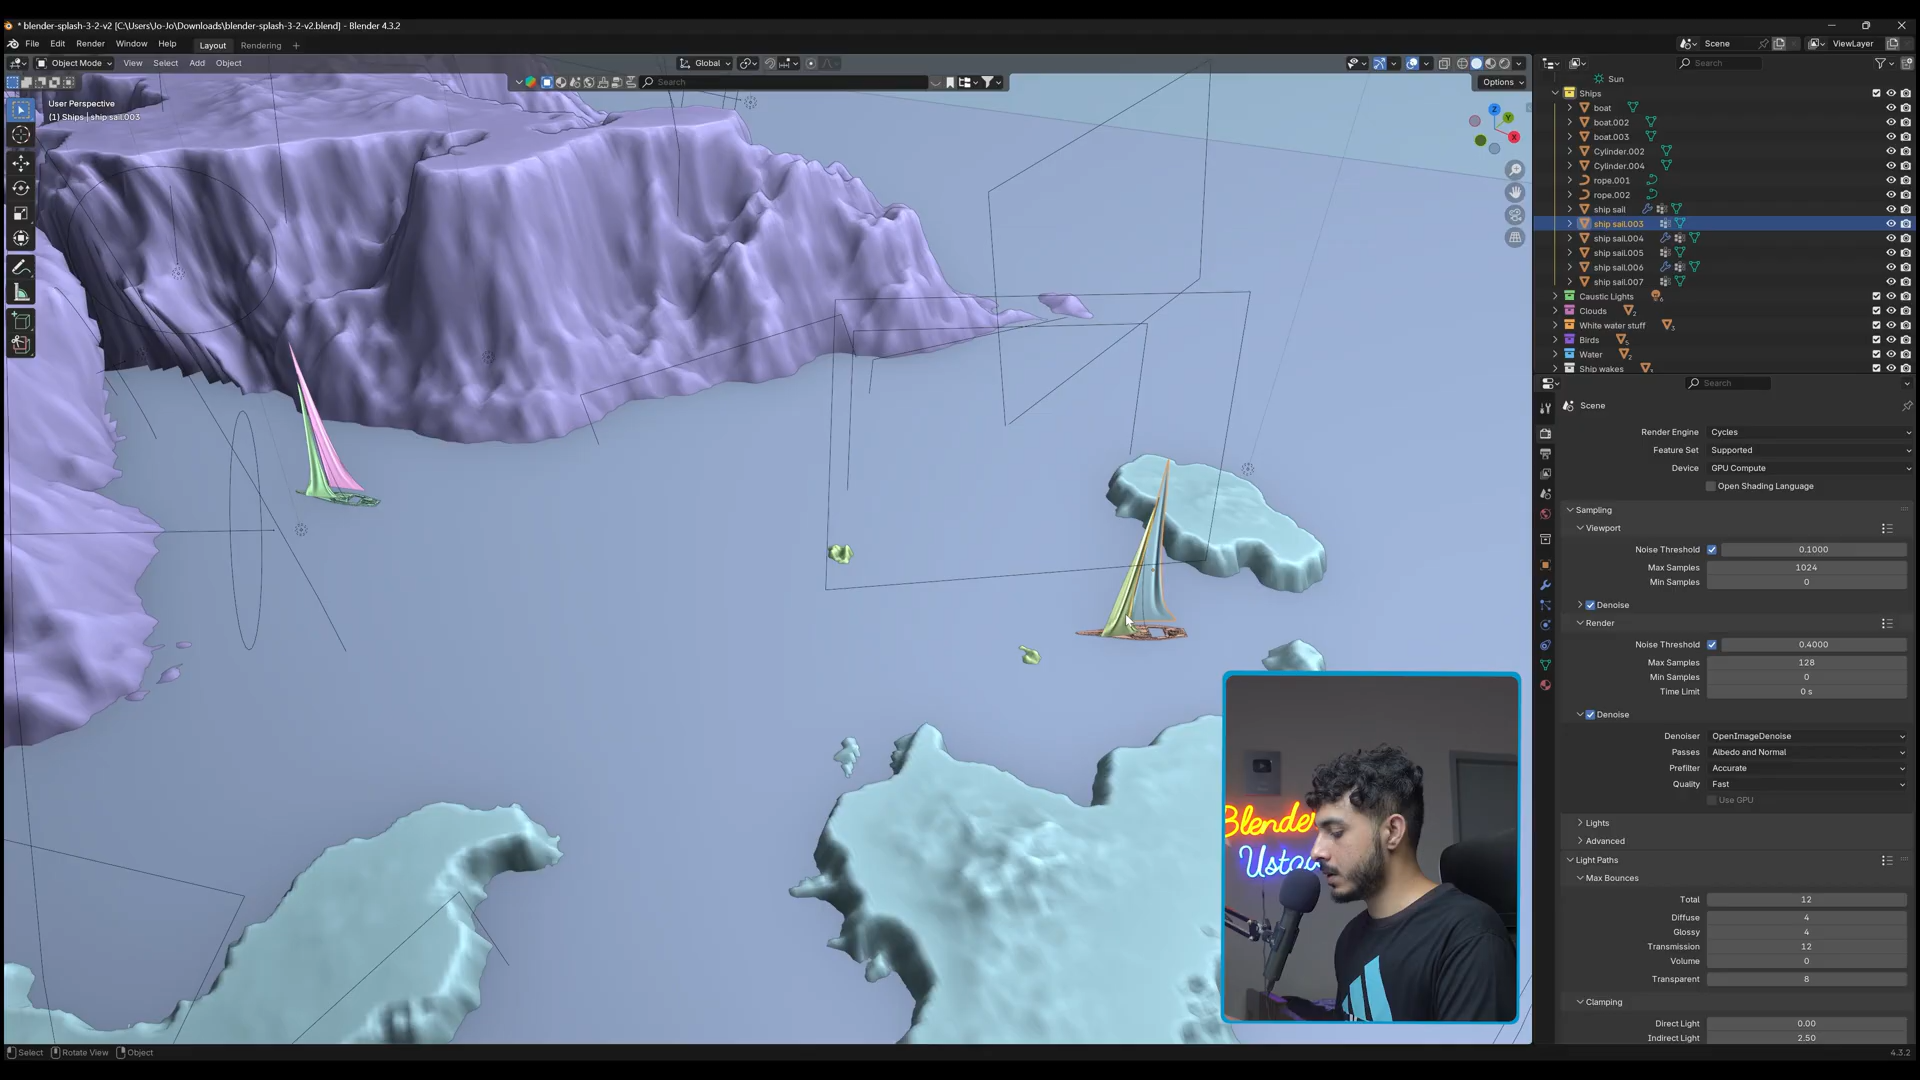 * blender-splash-3-2-v2 [C:\Users\Jo-Jo\Downloads\blender-splash-3-2-v2.blend] - Blender 4.3.2
File Edit Render Window Help
Layout Rendering +
Scene
ViewLayer
Object Mode View Select Add Object
Global
Search
Options
User Perspective
(1) Ships | ship sail.003
Z
Y
X
Search
Sun
Ships
boat
boat.002
boat.003
Cylinder.002
Cylinder.004
rope.001
rope.002
ship sail
ship sail.003
ship sail.004
ship sail.005
ship sail.006
ship sail.007
Caustic Lights 6
Clouds 2
White water stuff 3
Birds 5
Water 2
Ship wakes
Search
Scene
Render Engine Cycles
Feature Set Supported
Device GPU Compute
Open Shading Language
Sampling
Viewport
Noise Threshold 0.1000
Max Samples 1024
Min Samples 0
Denoise
Render
Noise Threshold 0.4000
Max Samples 128
Min Samples 0
Time Limit 0 s
Denoise
Denoiser OpenImageDenoise
Passes Albedo and Normal
Prefilter Accurate
Quality Fast
Use GPU
Lights
Advanced
Light Paths
Max Bounces
Total 12
Diffuse 4
Glossy 4
Transmission 12
Volume 0
Transparent 8
Clamping
Direct Light 0.00
Indirect Light 2.50
Blender
Select Rotate View Object
4.3.2